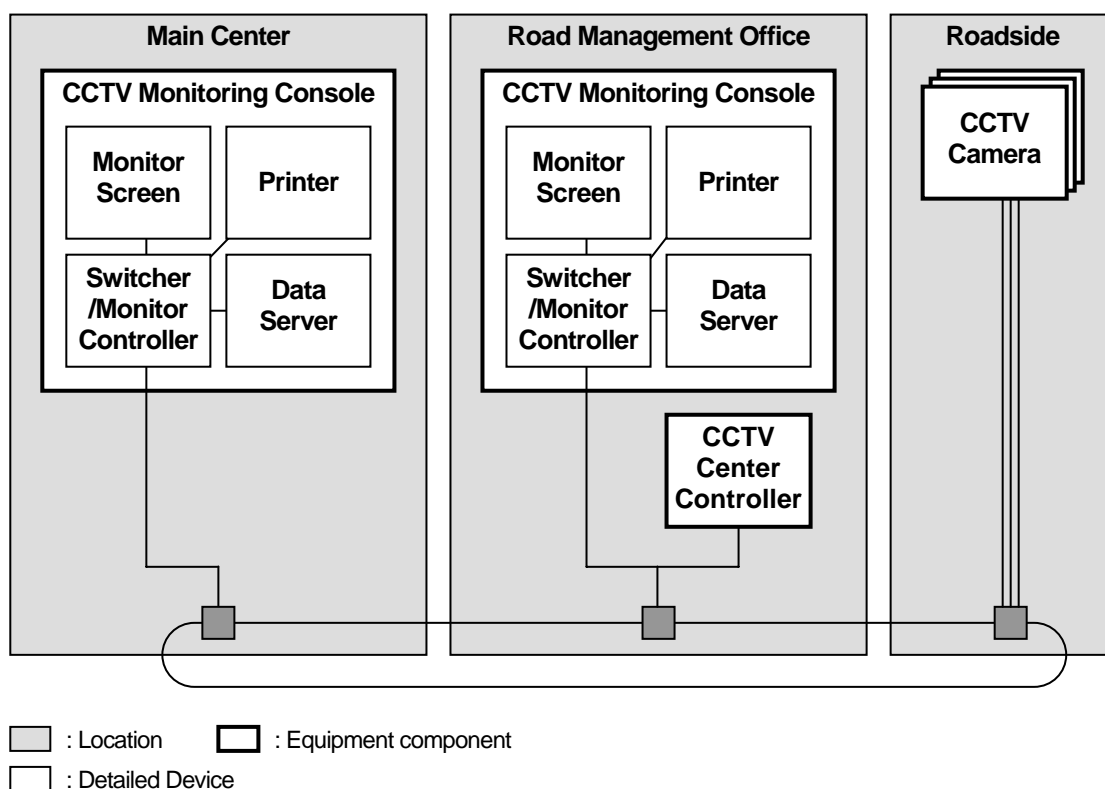 Main Center
CCTV Monitoring Console
Monitor
Screen
Printer
Switcher
/Monitor
Controller
Data
Server
Road Management Office
CCTV Monitoring Console
Monitor
Screen
Printer
Switcher
/Monitor
Controller
Data
Server
CCTV
Center
Controller
Roadside
CCTV
Camera
: Location
: Equipment component
: Detailed Device